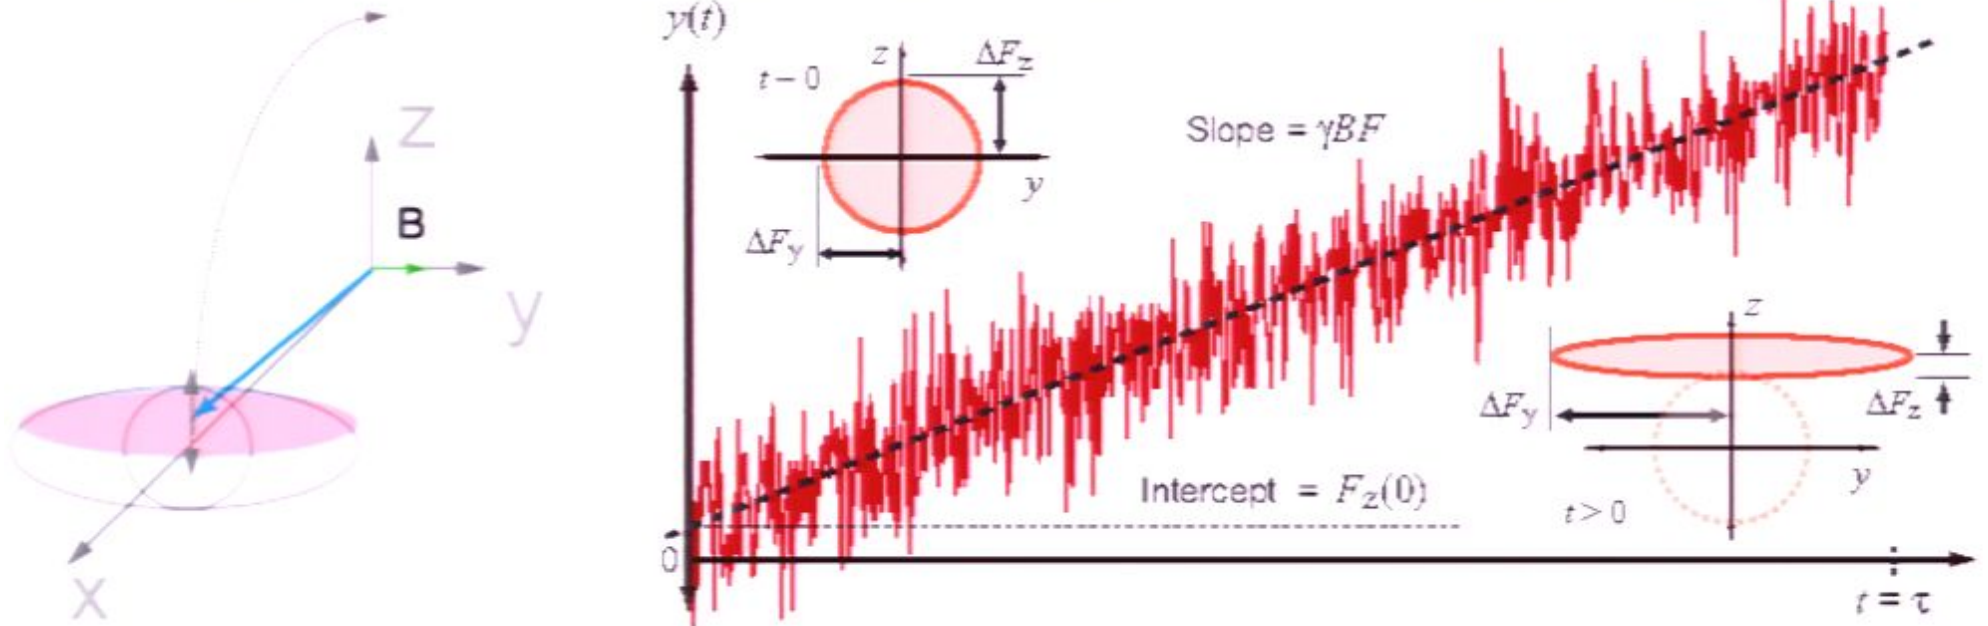 Z
B
y
X
y(t)
t – 0
z
ΔF_z
y
ΔF_y
Slope = γBF
Intercept = F_z(0)
z
ΔF_y
ΔF_z
y
t > 0
0
t = τ